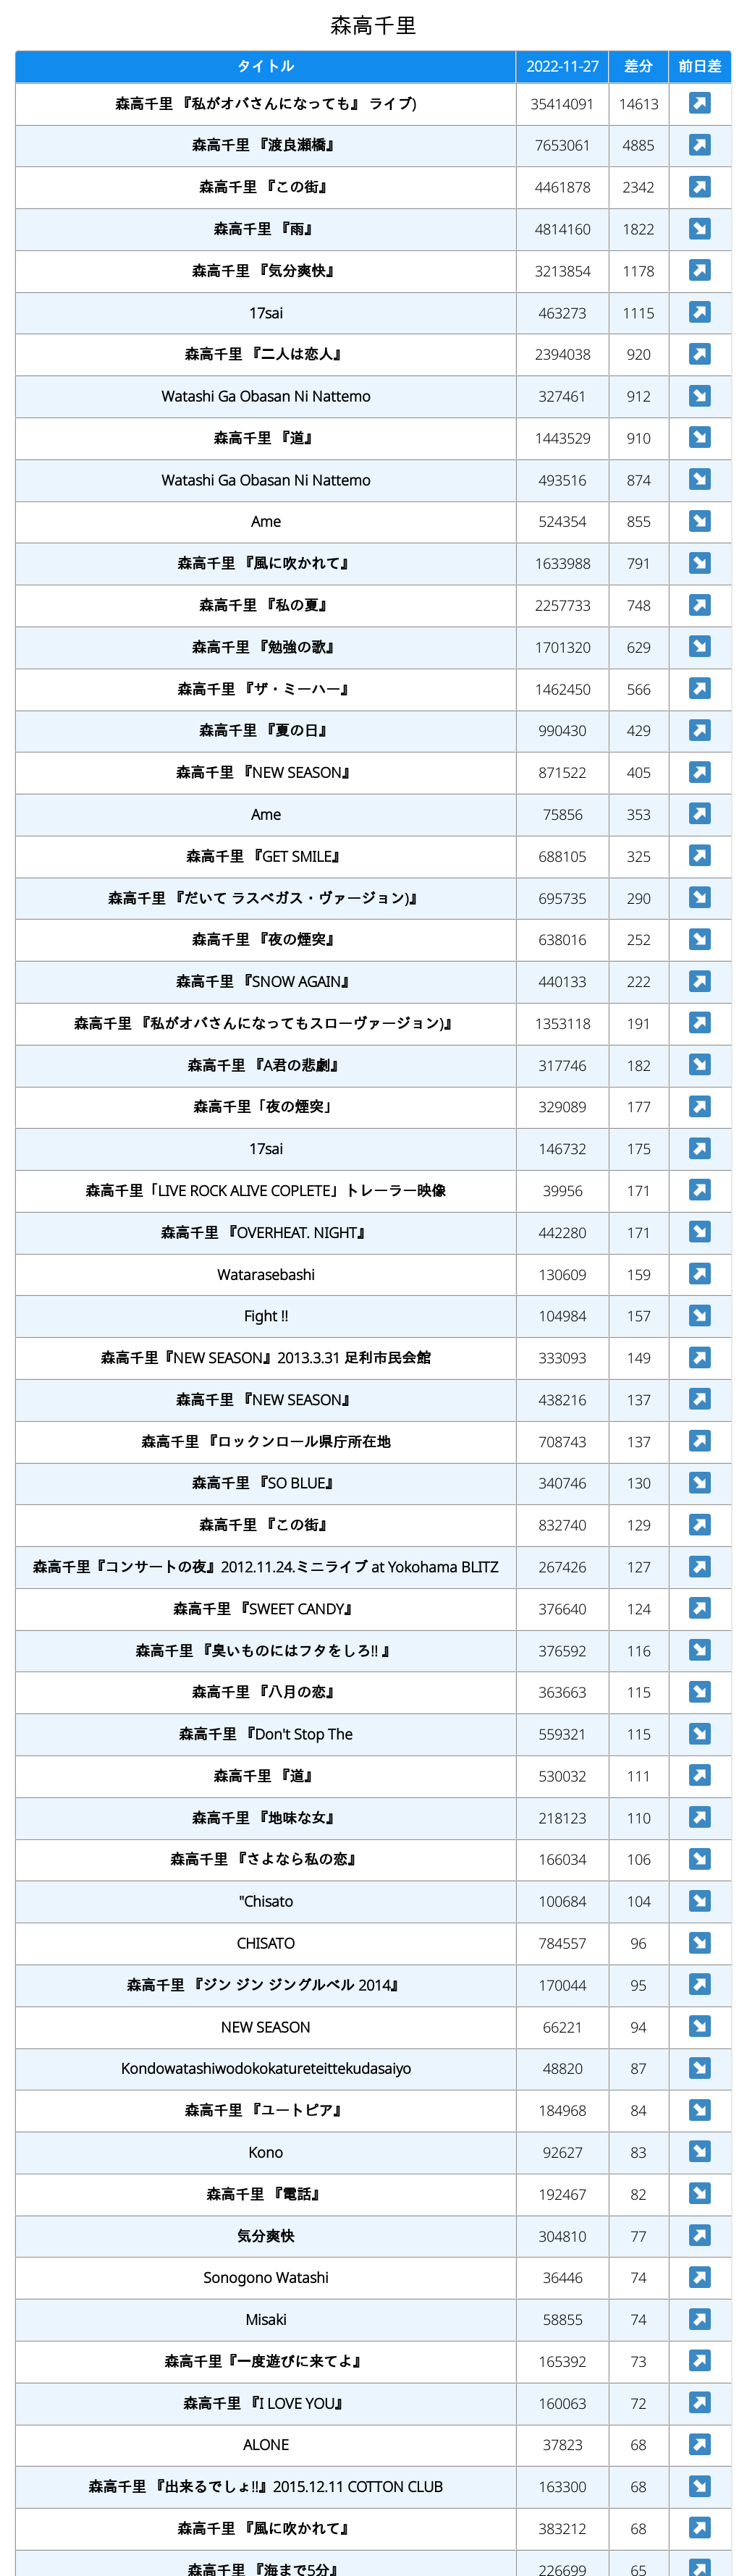 森高千里
タイトル 2022-11-27 差分 前日差
森高千里 『私がオバさんになっても』 ライブ) 35414091 14613
森高千里 『渡良瀬橋』 7653061 4885
森高千里 『この街』 4461878 2342
森高千里 『雨』 4814160 1822
森高千里 『気分爽快』 3213854 1178
17sai 463273 1115
森高千里 『二人は恋人』 2394038 920
Watashi Ga Obasan Ni Nattemo 327461 912
森高千里 『道』 1443529 910
Watashi Ga Obasan Ni Nattemo 493516 874
Ame 524354 855
森高千里 『風に吹かれて』 1633988 791
森高千里 『私の夏』 2257733 748
森高千里 『勉強の歌』 1701320 629
森高千里 『ザ・ミーハー』 1462450 566
森高千里 『夏の日』 990430 429
森高千里 『NEW SEASON』 871522 405
Ame 75856 353
森高千里 『GET SMILE』 688105 325
森高千里 『だいて ラスベガス・ヴァージョン)』 695735 290
森高千里 『夜の煙突』 638016 252
森高千里 『SNOW AGAIN』 440133 222
森高千里 『私がオバさんになってもスローヴァージョン)』 1353118 191
森高千里 『A君の悲劇』 317746 182
森高千里「夜の煙突」 329089 177
17sai 146732 175
森高千里「LIVE ROCK ALIVE COPLETE」トレーラー映像 39956 171
森高千里 『OVERHEAT. NIGHT』 442280 171
Watarasebashi 130609 159
Fight !! 104984 157
森高千里『NEW SEASON』2013.3.31 足利市民会館 333093 149
森高千里 『NEW SEASON』 438216 137
森高千里 『ロックンロール県庁所在地 708743 137
森高千里 『SO BLUE』 340746 130
森高千里 『この街』 832740 129
森高千里『コンサートの夜』2012.11.24.ミニライブ at Yokohama BLITZ 267426 127
森高千里 『SWEET CANDY』 376640 124
森高千里 『臭いものにはフタをしろ!! 』 376592 116
森高千里 『八月の恋』 363663 115
森高千里 『Don't Stop The 559321 115
森高千里 『道』 530032 111
森高千里 『地味な女』 218123 110
森高千里 『さよなら私の恋』 166034 106
"Chisato 100684 104
CHISATO 784557 96
森高千里 『ジン ジン ジングルベル 2014』 170044 95
NEW SEASON 66221 94
Kondowatashiwodokokatureteittekudasaiyo 48820 87
森高千里 『ユートピア』 184968 84
Kono 92627 83
森高千里 『電話』 192467 82
気分爽快 304810 77
Sonogono Watashi 36446 74
Misaki 58855 74
森高千里『一度遊びに来てよ』 165392 73
森高千里 『I LOVE YOU』 160063 72
ALONE 37823 68
森高千里 『出来るでしょ!!』2015.12.11 COTTON CLUB 163300 68
森高千里 『風に吹かれて』 383212 68
森高千里 『海まで5分』 226699 65